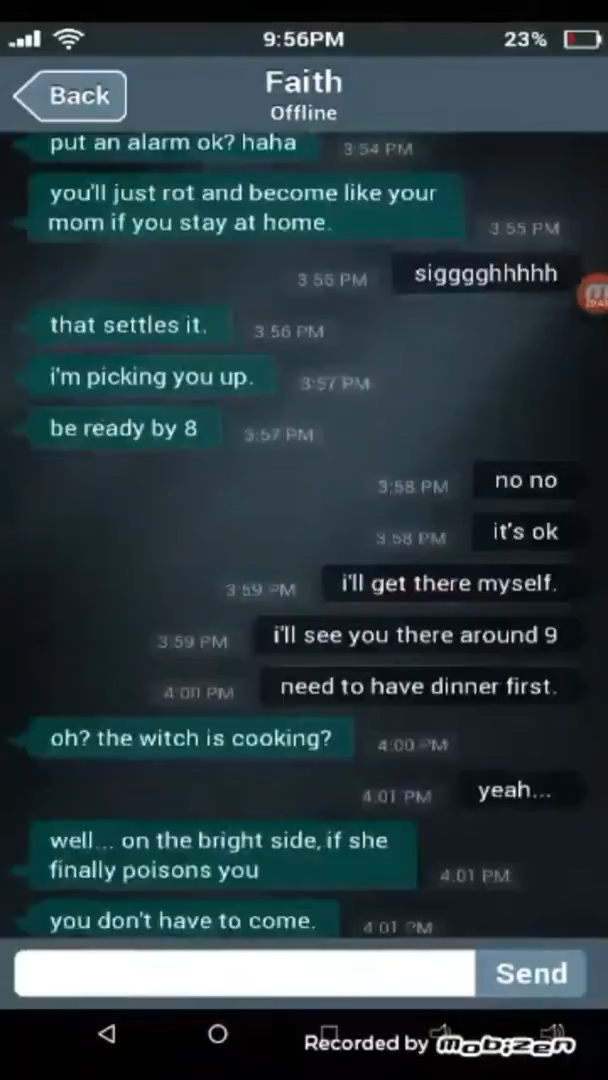 9:56PM
23%
Back
Faith
Offline
put an alarm ok? haha
3:54 PM
you'll just rot and become like your
mom if you stay at home.
3:55 PM
3:56 PM
sigggghhhhh
that settles it.
3:56 PM
i'm picking you up.
3:57 PM
be ready by 8
3:57 PM
3:58 PM
no no
3:58 PM
it's ok
3:59 PM
i'll get there myself.
3:59 PM
i'll see you there around 9
4:00 PM
need to have dinner first.
oh? the witch is cooking?
4:00 PM
4:01 PM
yeah...
well... on the bright side, if she
finally poisons you
4:01 PM
you don't have to come.
4:01 PM
Send
Recorded by mobizen